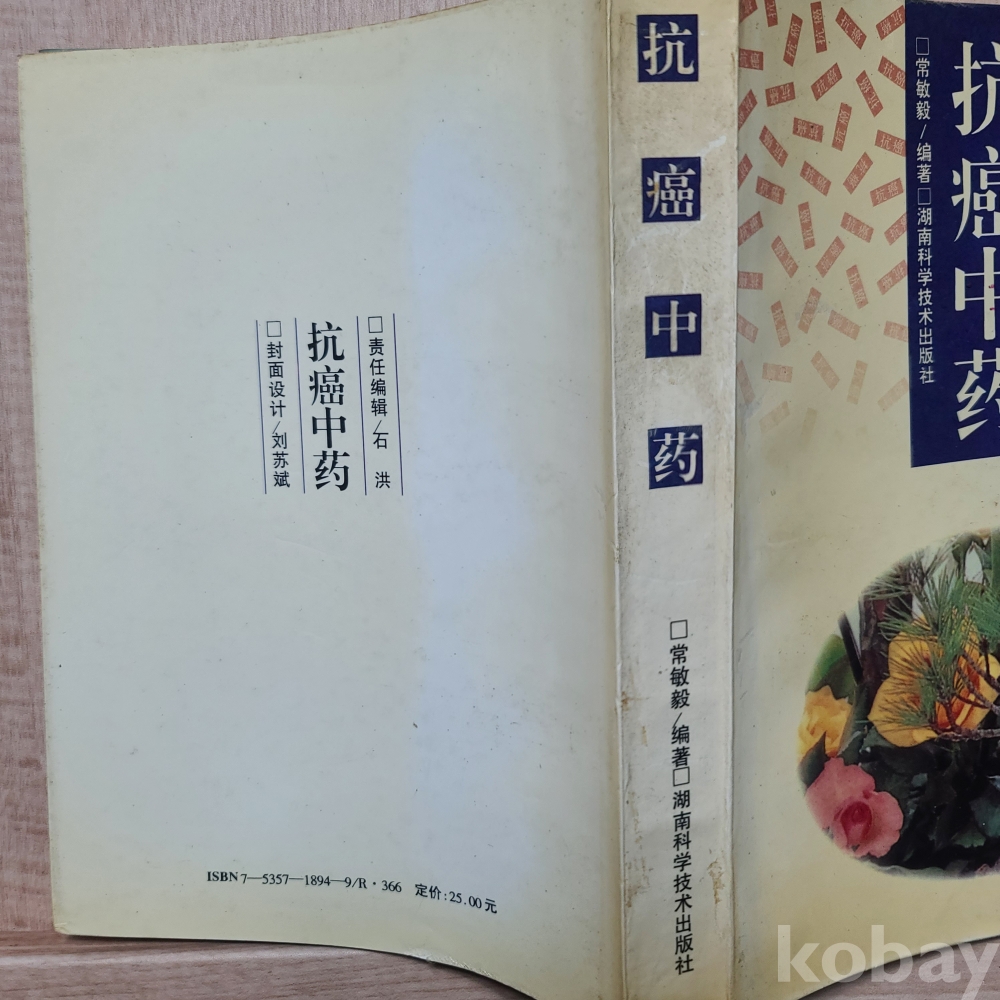 □责任编辑/石 洪
抗癌中药
□封面设计/刘苏斌
ISBN 7—5357—1894—9/R·366 定价:25.00元
抗癌中药
□常敏毅/编著□湖南科学技术出版社
抗癌中药
□常敏毅/编著□湖南科学技术出版社
抗癌
kobay